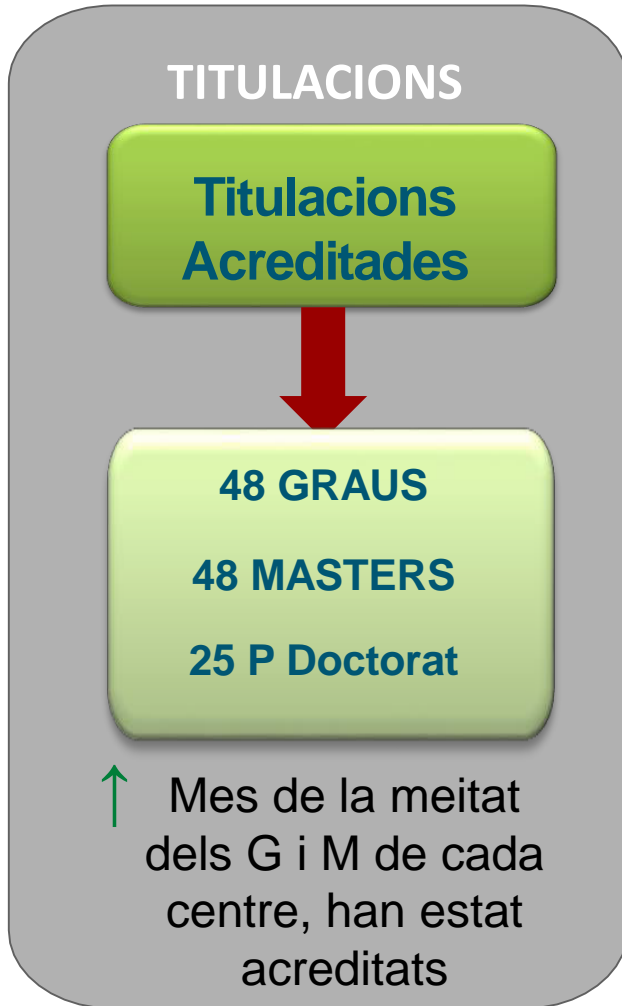 TITULACIONS
Titulacions
Acreditades
48 GRAUS
48 MASTERS
25 P Doctorat
↑ Mes de la meitat
dels G i M de cada
centre, han estat
acreditats